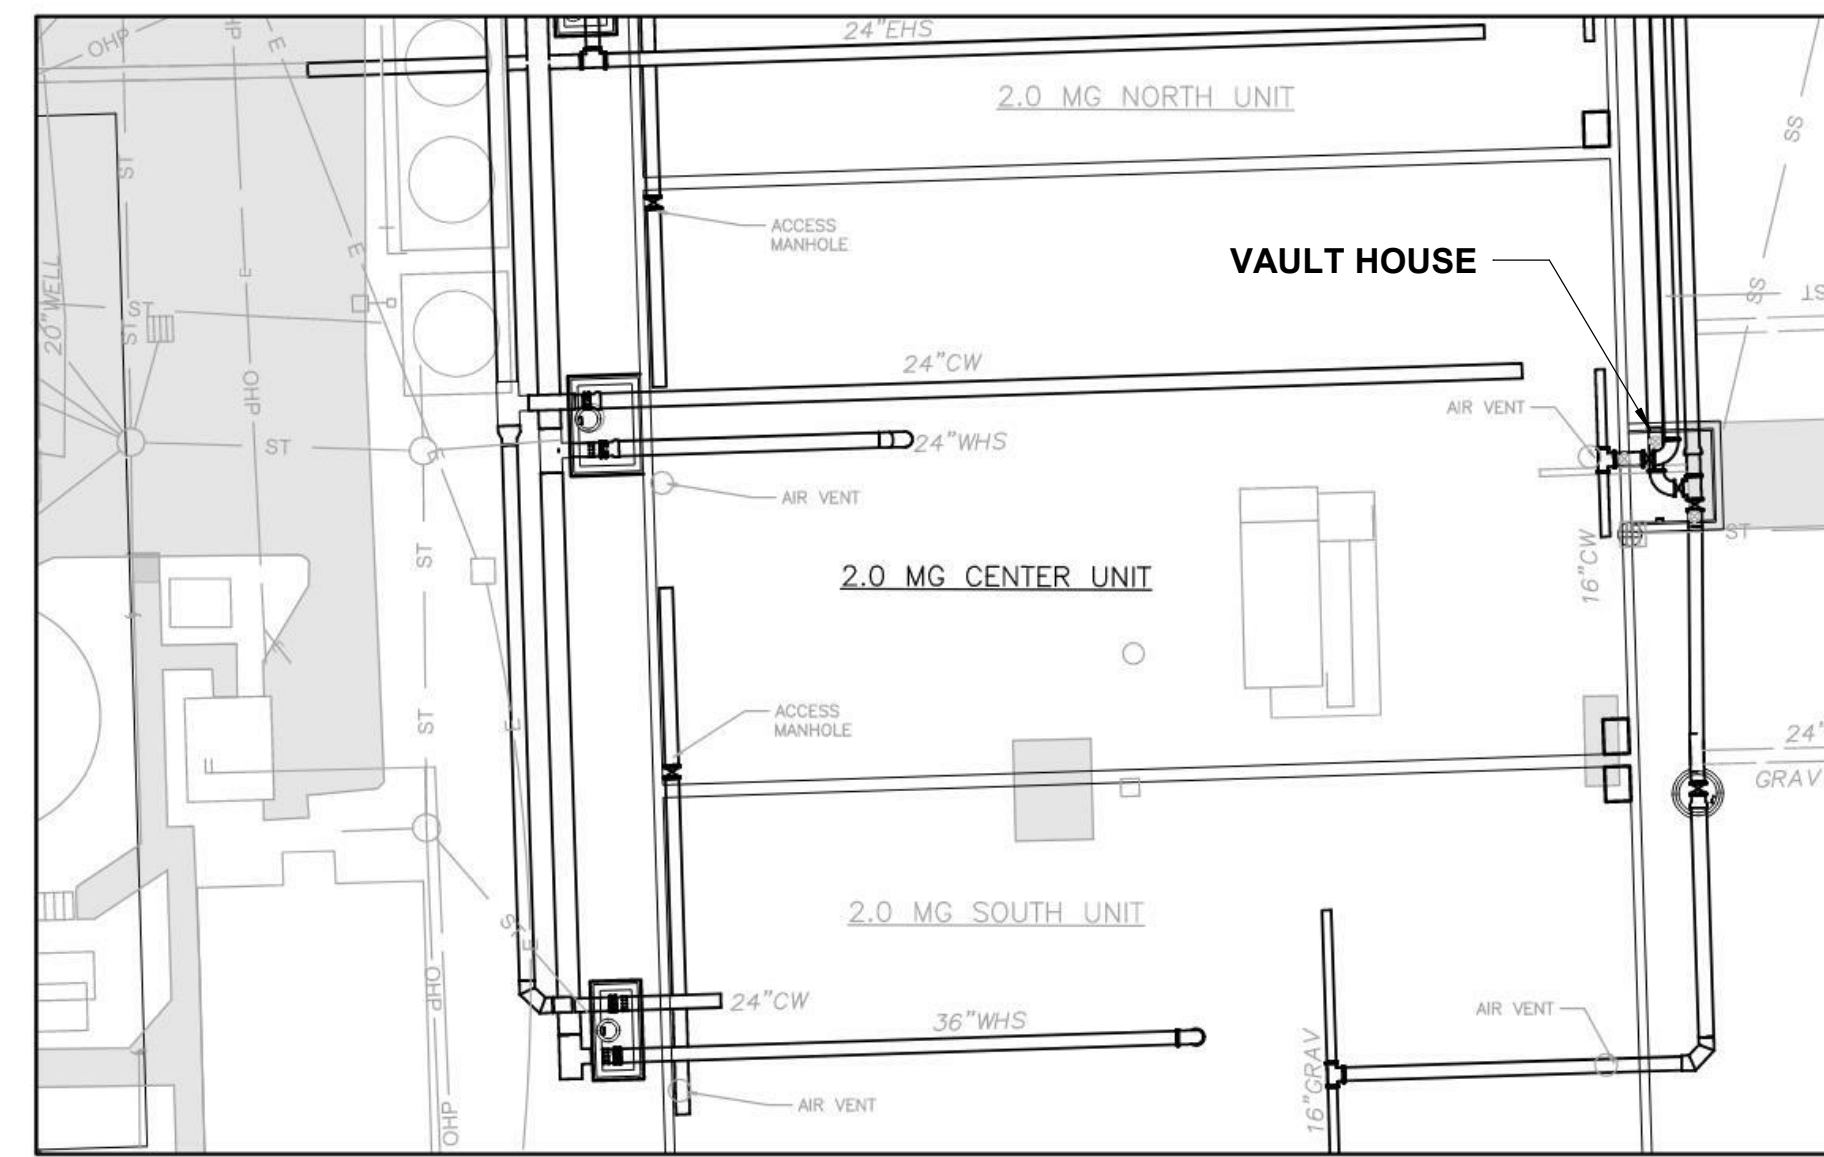 24"EHS
OHP
HP
E
2.0 MG NORTH UNIT
SS
ST
ACCESS
MANHOLE
E
E
VAULT HOUSE
20"WELL
E
SS
ST
ST
ST
24"CW
OHP
AIR VENT
24"WHS
ST
E
AIR VENT
ST
ST
16"CW
2.0 MG CENTER UNIT
ACCESS
MANHOLE
ST
E
24"
GRAV
2.0 MG SOUTH UNIT
S
E
OHP
24"CW
36"WHS
AIR VENT
16"GRAV
AIR VENT
OHP